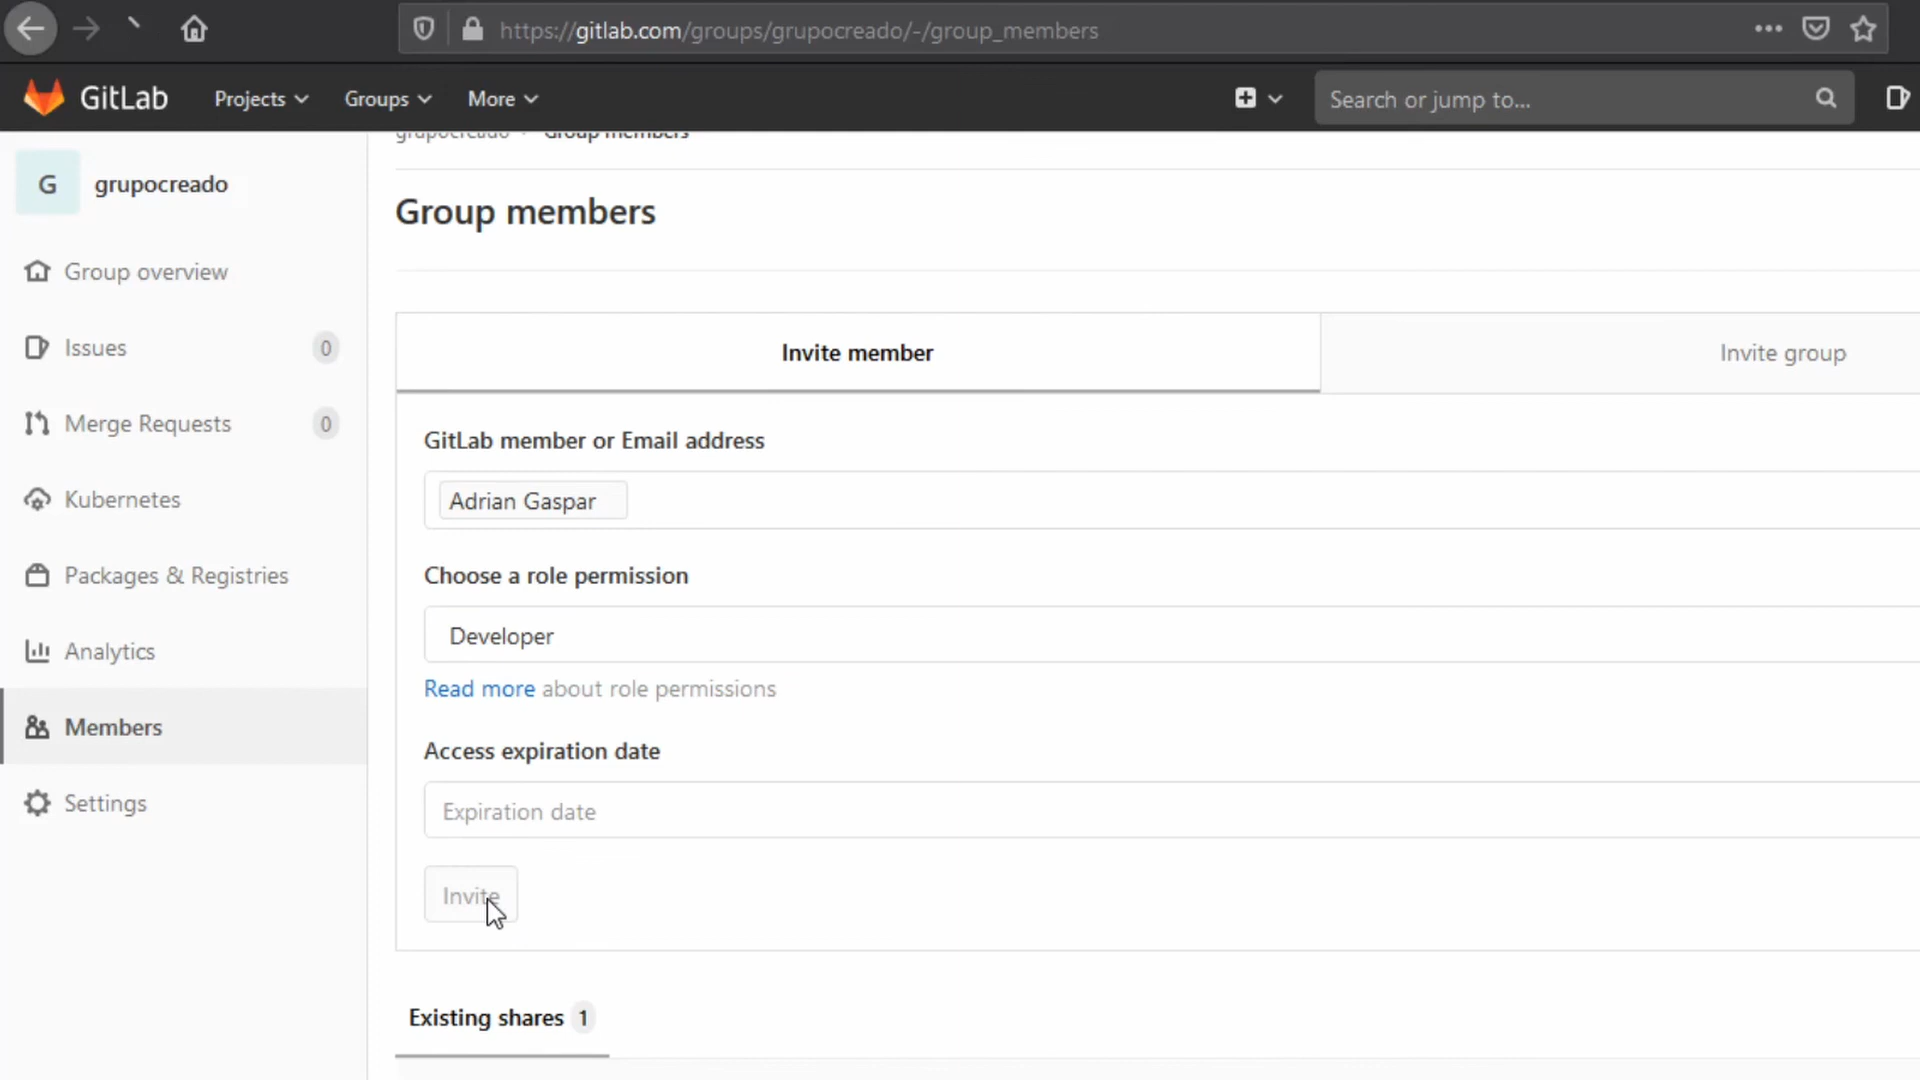 https://gitlab.com/groups/grupocreado/-/group_members
GitLab
Projects
Groups
More
Search or jump to...
grupocreado
Group members
G
grupocreado
Group members
Group overview
Issues
0
Merge Requests
0
Kubernetes
Packages & Registries
Analytics
Members
Settings
Invite member
Invite group
GitLab member or Email address
Adrian Gaspar
Choose a role permission
Developer
Read more about role permissions
Access expiration date
Expiration date
Invite
Existing shares 1